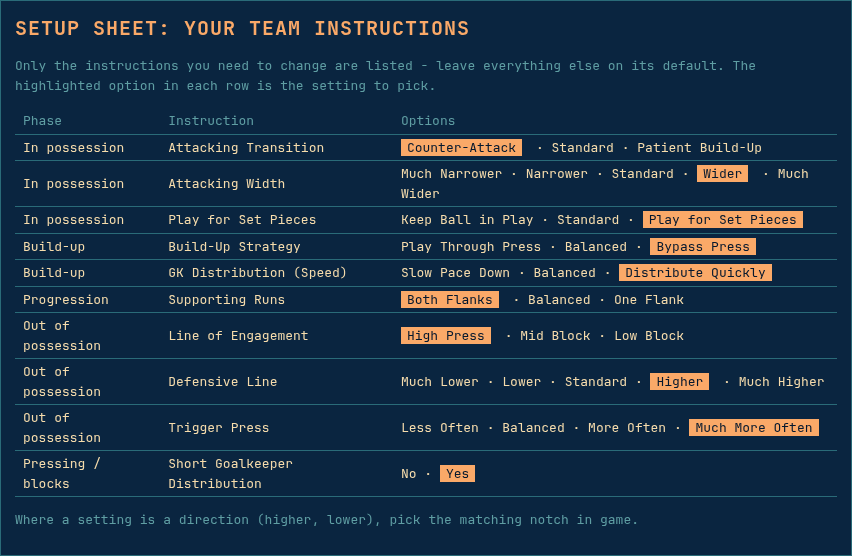 SETUP SHEET: YOUR TEAM INSTRUCTIONS
Only the instructions you need to change are listed - leave everything else on its default. The
highlighted option in each row is the setting to pick.
Phase Instruction Options
In possession Attacking Transition Counter-Attack · Standard · Patient Build-Up
In possession Attacking Width Much Narrower · Narrower · Standard · Wider · Much
Wider
In possession Play for Set Pieces Keep Ball in Play · Standard · Play for Set Pieces
Build-up Build-Up Strategy Play Through Press · Balanced · Bypass Press
Build-up GK Distribution (Speed) Slow Pace Down · Balanced · Distribute Quickly
Progression Supporting Runs Both Flanks · Balanced · One Flank
Out of
possession Line of Engagement High Press · Mid Block · Low Block
Out of
possession Defensive Line Much Lower · Lower · Standard · Higher · Much Higher
Out of
possession Trigger Press Less Often · Balanced · More Often · Much More Often
Pressing /
blocks Short Goalkeeper
Distribution No · Yes
Where a setting is a direction (higher, lower), pick the matching notch in game.